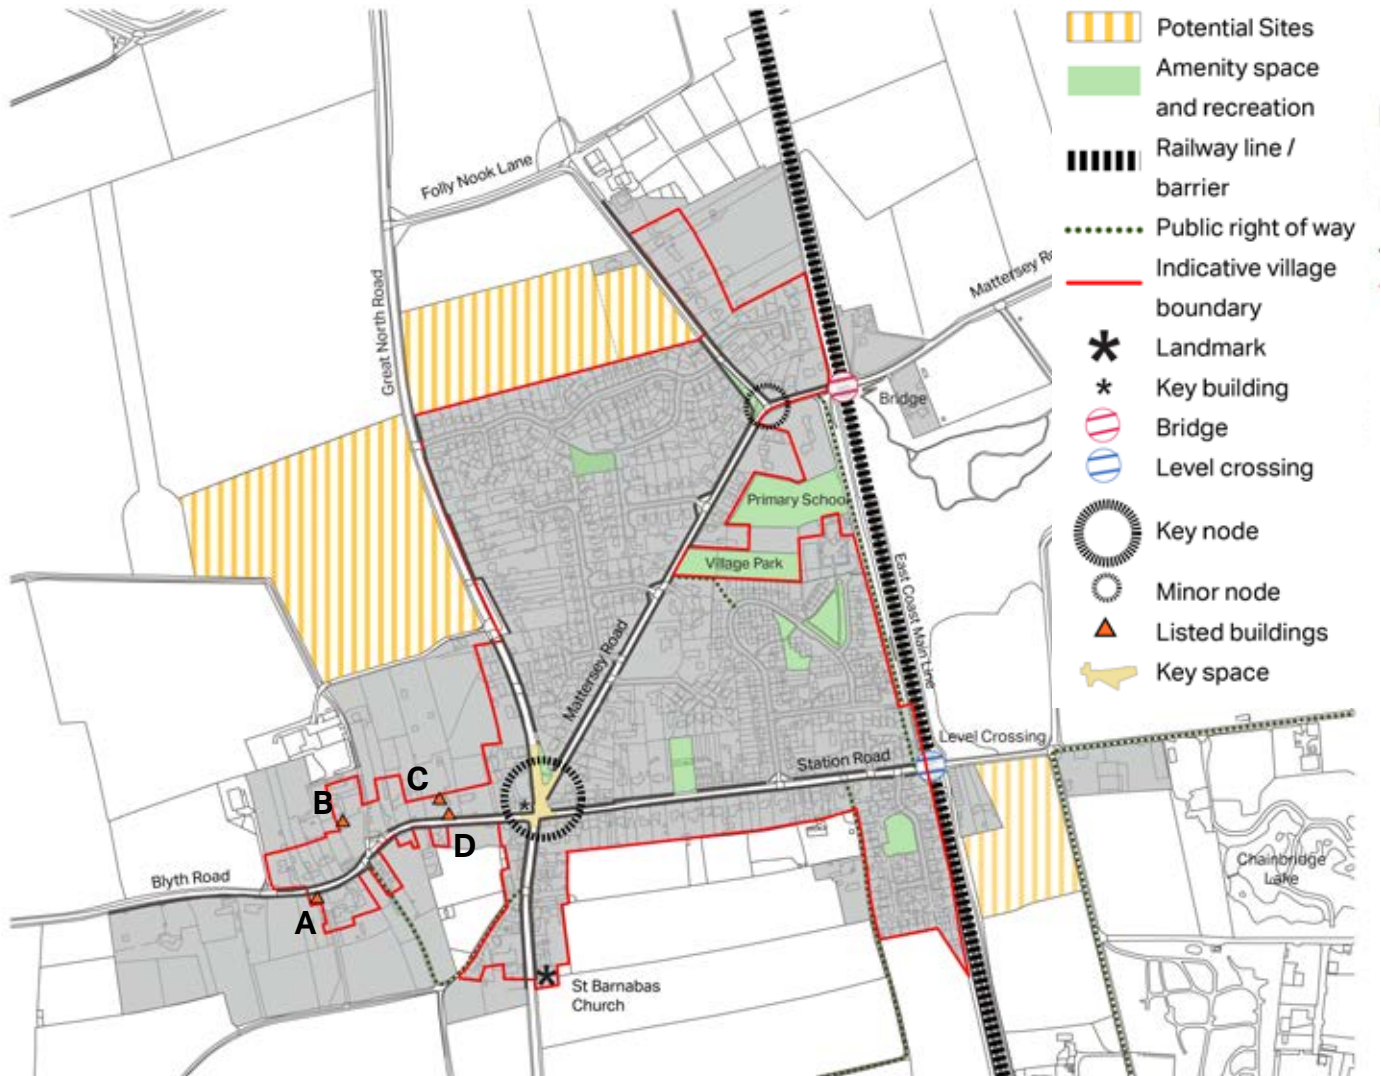 Potential Sites
Amenity space
and recreation
Railway line /
barrier
Public right of way
Indicative village
boundary
Landmark
Key building
Bridge
Level crossing
Key node
Minor node
Listed buildings
Key space
Folly Nook Lane
Great North Road
Mattersey
Bridge
Primary School
Village Park
East Coast Main Line
Mattersey Road
Level Crossing
Station Road
C
B
D
Blyth Road
A
Chainbridge
Lake
St Barnabas
Church